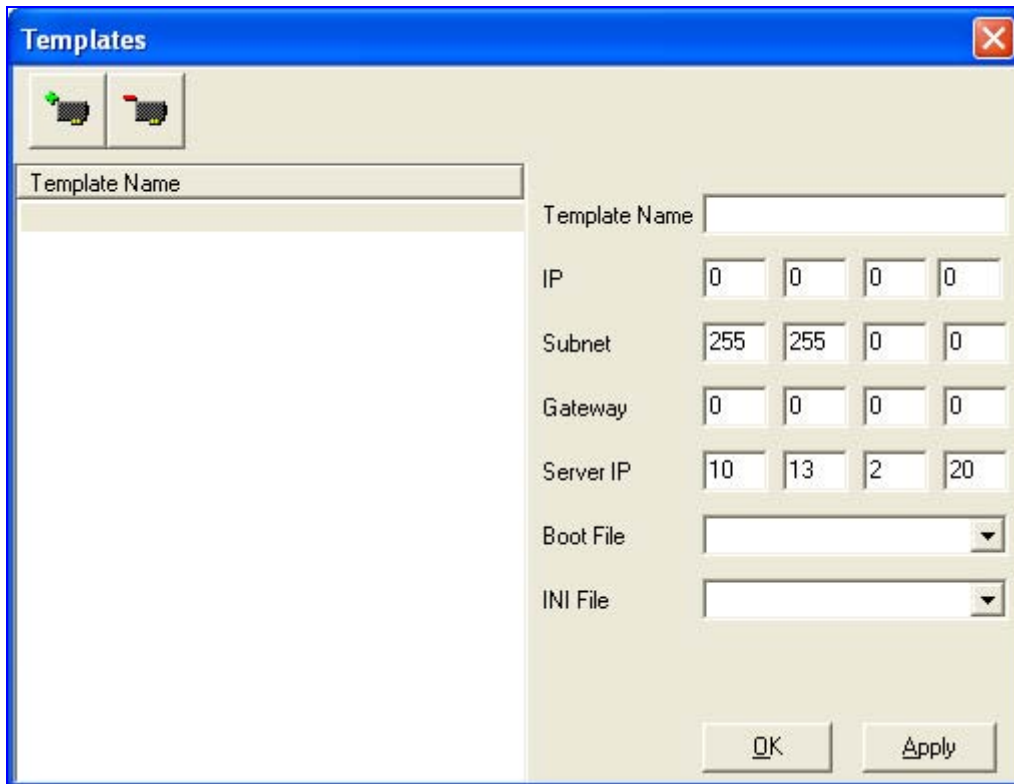 Templates
Template Name
Template Name
IP 0 0 0 0
Subnet 255 255 0 0
Gateway 0 0 0 0
Server IP 10 13 2 20
Boot File
INI File
OK Apply